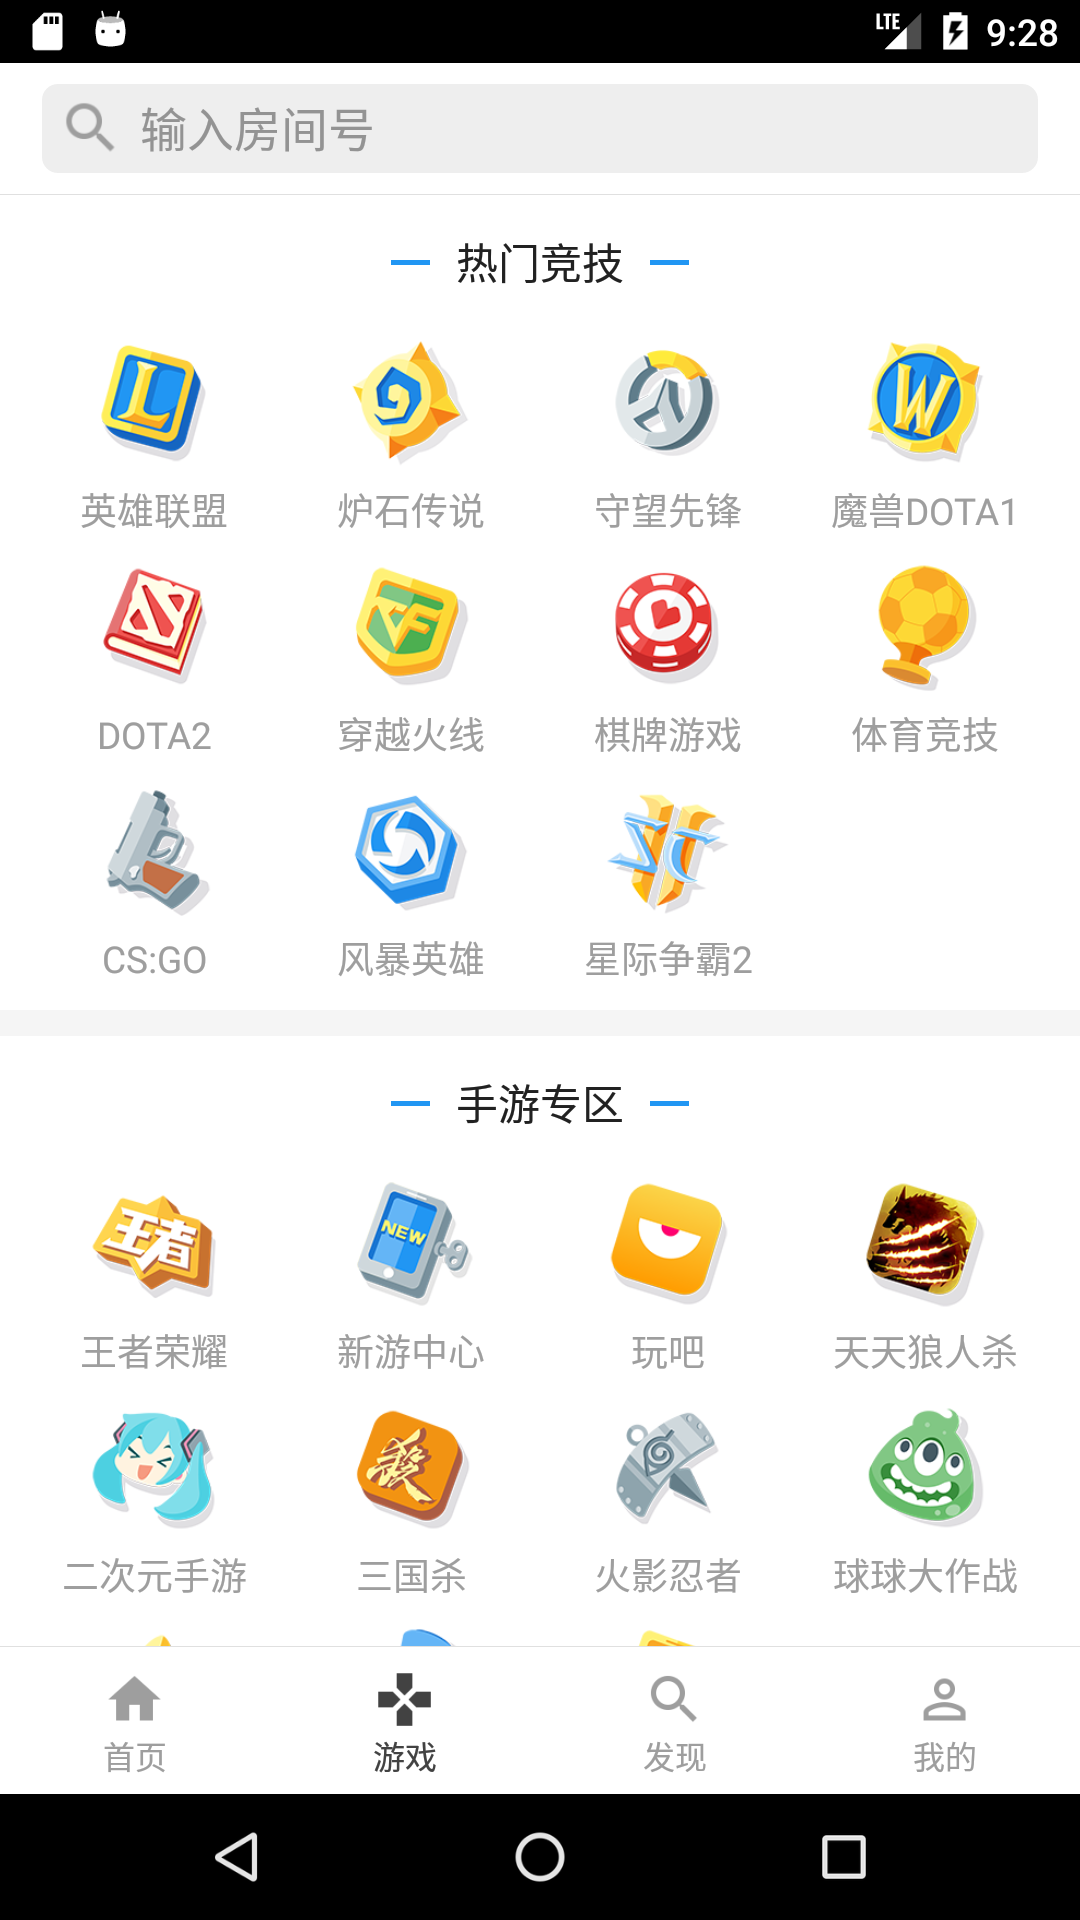 LTE 9:28
输入房间号
热门竞技
英雄联盟 炉石传说 守望先锋 魔兽DOTA1
DOTA2 穿越火线 棋牌游戏 体育竞技
CS:GO 风暴英雄 星际争霸2
手游专区
王者
NEW
王者荣耀 新游中心 玩吧 天天狼人杀
二次元手游 三国杀 火影忍者 球球大作战
首页 游戏 发现 我的